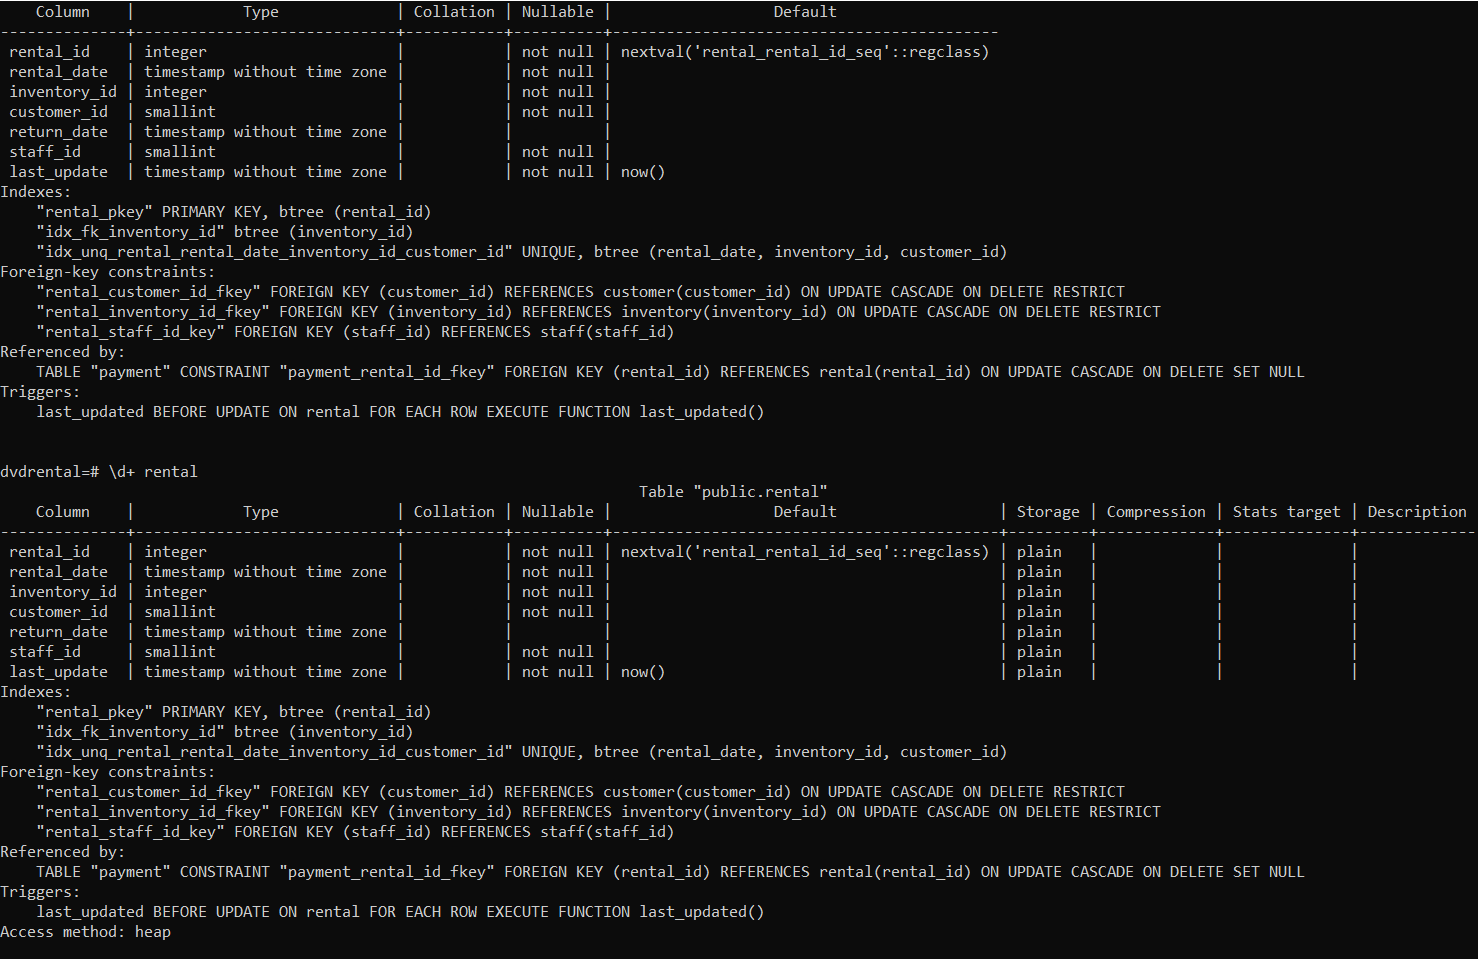 Column    |            Type             | Collation | Nullable |                  Default
--------------+-----------------------------+-----------+----------+-------------------------------------------
 rental_id    | integer                     |           | not null | nextval('rental_rental_id_seq'::regclass)
 rental_date  | timestamp without time zone |           | not null |
 inventory_id | integer                     |           | not null |
 customer_id  | smallint                    |           | not null |
 return_date  | timestamp without time zone |           |          |
 staff_id     | smallint                    |           | not null |
 last_update  | timestamp without time zone |           | not null | now()
Indexes:
    "rental_pkey" PRIMARY KEY, btree (rental_id)
    "idx_fk_inventory_id" btree (inventory_id)
    "idx_unq_rental_rental_date_inventory_id_customer_id" UNIQUE, btree (rental_date, inventory_id, customer_id)
Foreign-key constraints:
    "rental_customer_id_fkey" FOREIGN KEY (customer_id) REFERENCES customer(customer_id) ON UPDATE CASCADE ON DELETE RESTRICT
    "rental_inventory_id_fkey" FOREIGN KEY (inventory_id) REFERENCES inventory(inventory_id) ON UPDATE CASCADE ON DELETE RESTRICT
    "rental_staff_id_key" FOREIGN KEY (staff_id) REFERENCES staff(staff_id)
Referenced by:
    TABLE "payment" CONSTRAINT "payment_rental_id_fkey" FOREIGN KEY (rental_id) REFERENCES rental(rental_id) ON UPDATE CASCADE ON DELETE SET NULL
Triggers:
    last_updated BEFORE UPDATE ON rental FOR EACH ROW EXECUTE FUNCTION last_updated()
dvdrental=# \d+ rental
                                                                       Table "public.rental"
    Column    |            Type             | Collation | Nullable |                  Default                  | Storage | Compression | Stats target | Description
--------------+-----------------------------+-----------+----------+-------------------------------------------+---------+-------------+--------------+-------------
 rental_id    | integer                     |           | not null | nextval('rental_rental_id_seq'::regclass) | plain   |             |              |
 rental_date  | timestamp without time zone |           | not null |                                           | plain   |             |              |
 inventory_id | integer                     |           | not null |                                           | plain   |             |              |
 customer_id  | smallint                    |           | not null |                                           | plain   |             |              |
 return_date  | timestamp without time zone |           |          |                                           | plain   |             |              |
 staff_id     | smallint                    |           | not null |                                           | plain   |             |              |
 last_update  | timestamp without time zone |           | not null | now()                                     | plain   |             |              |
Indexes:
    "rental_pkey" PRIMARY KEY, btree (rental_id)
    "idx_fk_inventory_id" btree (inventory_id)
    "idx_unq_rental_rental_date_inventory_id_customer_id" UNIQUE, btree (rental_date, inventory_id, customer_id)
Foreign-key constraints:
    "rental_customer_id_fkey" FOREIGN KEY (customer_id) REFERENCES customer(customer_id) ON UPDATE CASCADE ON DELETE RESTRICT
    "rental_inventory_id_fkey" FOREIGN KEY (inventory_id) REFERENCES inventory(inventory_id) ON UPDATE CASCADE ON DELETE RESTRICT
    "rental_staff_id_key" FOREIGN KEY (staff_id) REFERENCES staff(staff_id)
Referenced by:
    TABLE "payment" CONSTRAINT "payment_rental_id_fkey" FOREIGN KEY (rental_id) REFERENCES rental(rental_id) ON UPDATE CASCADE ON DELETE SET NULL
Triggers:
    last_updated BEFORE UPDATE ON rental FOR EACH ROW EXECUTE FUNCTION last_updated()
Access method: heap